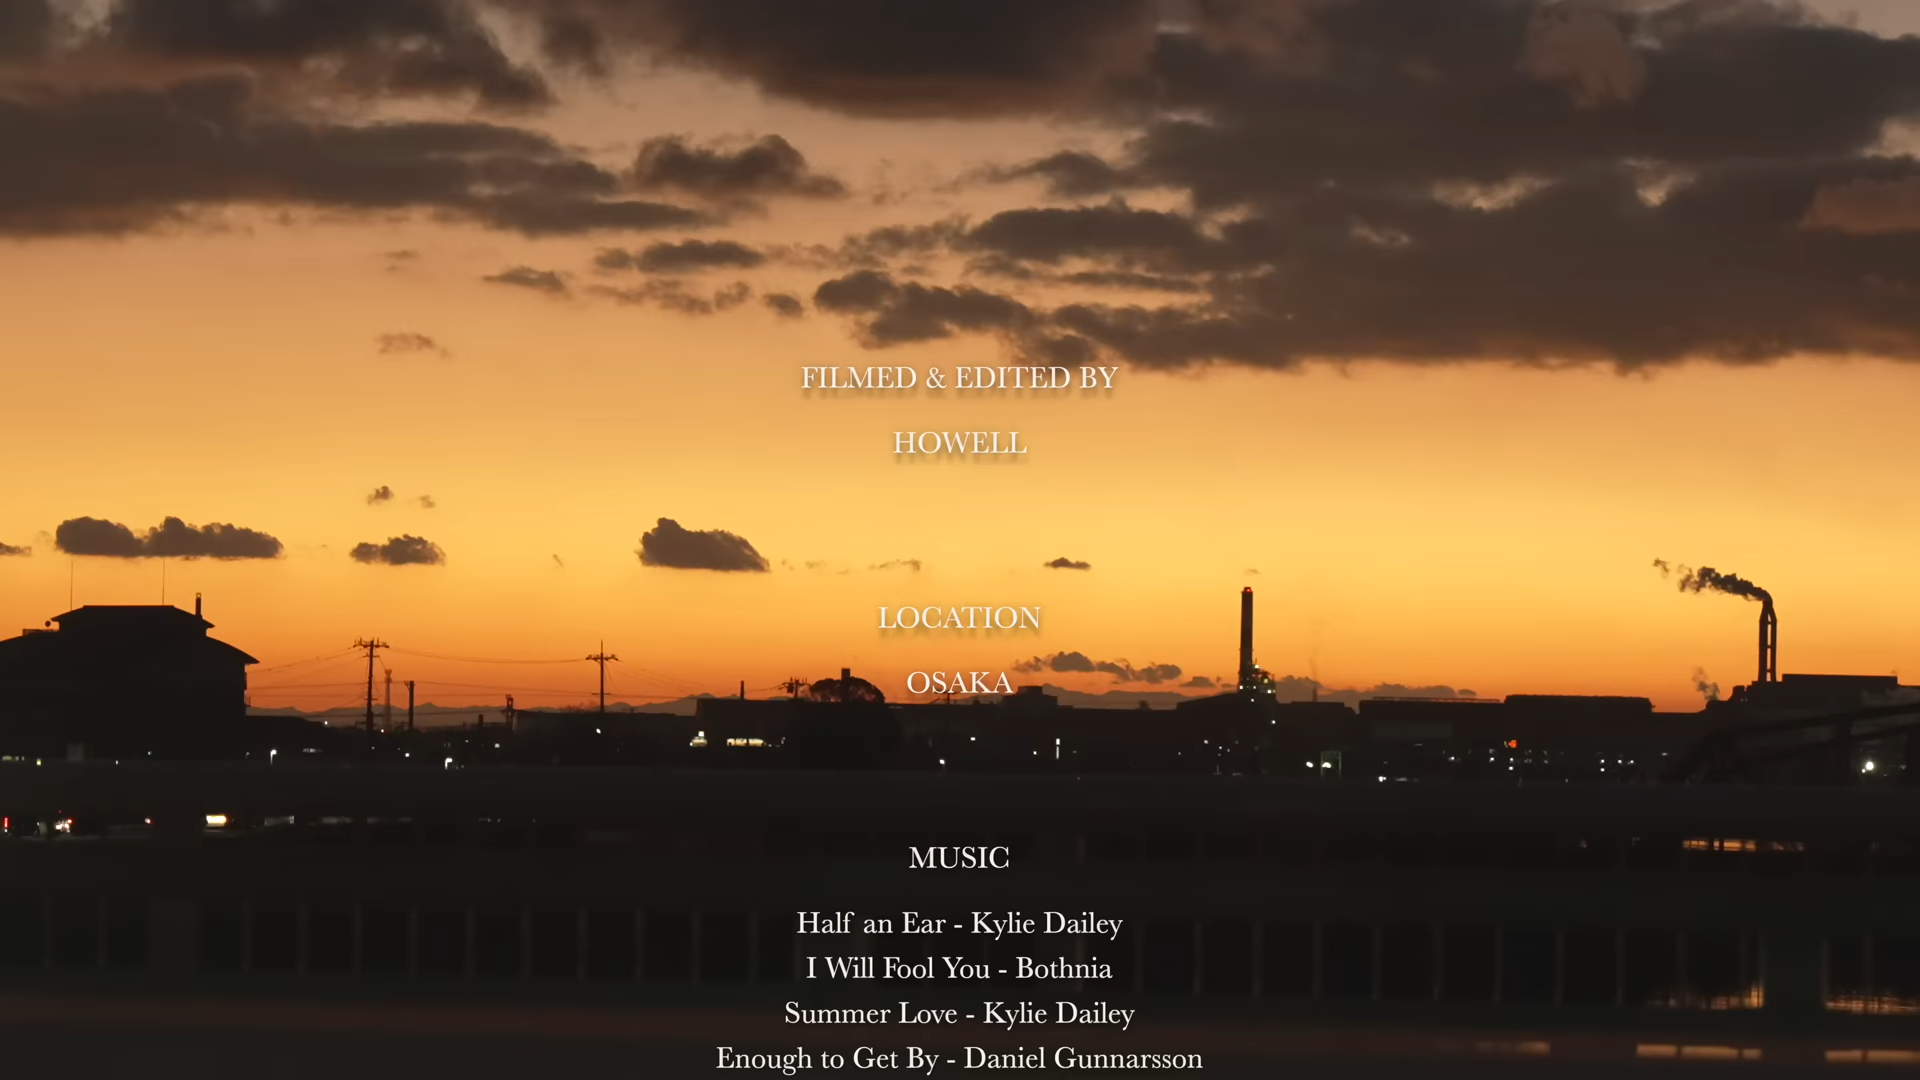 FILMED & EDITED BY
HOWELL
LOCATION
OSAKA
MUSIC
Half an Ear - Kylie Dailey
I Will Fool You - Bothnia
Summer Love - Kylie Dailey
Enough to Get By - Daniel Gunnarsson